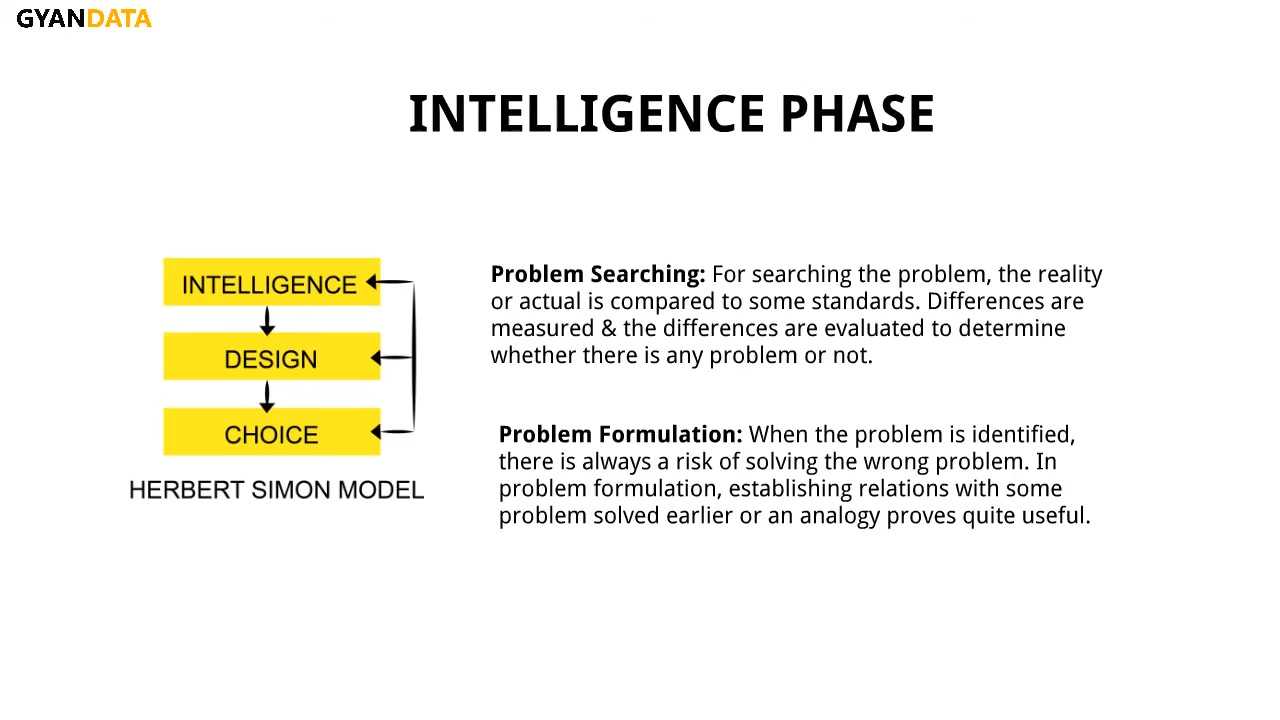 GYANDATA
INTELLIGENCE PHASE
INTELLIGENCE
DESIGN
CHOICE
HERBERT SIMON MODEL
Problem Searching: For searching the problem, the reality
or actual is compared to some standards. Differences are
measured & the differences are evaluated to determine
whether there is any problem or not.
Problem Formulation: When the problem is identified,
there is always a risk of solving the wrong problem. In
problem formulation, establishing relations with some
problem solved earlier or an analogy proves quite useful.